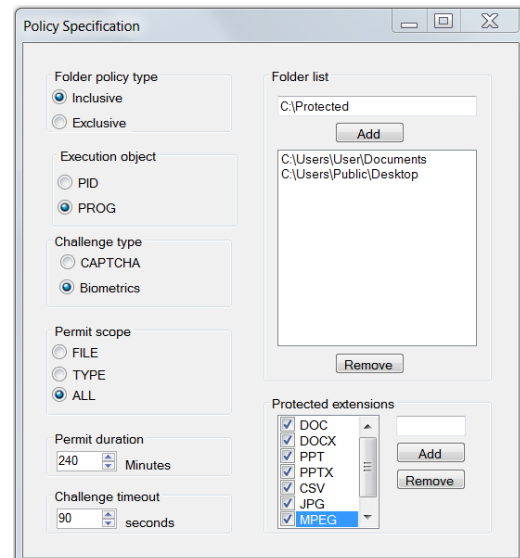 Policy Specification
Folder policy type
Inclusive
Exclusive
Execution object
PID
PROG
Challenge type
CAPTCHA
Biometrics
Permit scope
FILE
TYPE
ALL
Permit duration
240 Minutes
Challenge timeout
90 seconds
Folder list
C:\Protected
Add
C:\Users\User\Documents
C:\Users\Public\Desktop
Remove
Protected extensions
DOC
DOCX
PPT
PPTX
CSV
JPG
MPEG
Add
Remove